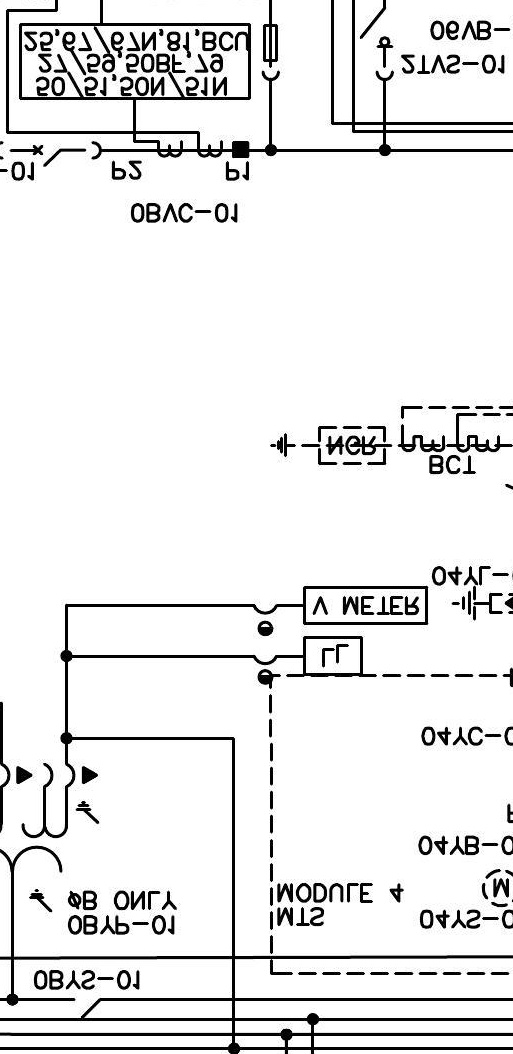 0BYS-01
0BYP-01
ØB ONLY
MTS
MODULE 4
04YS-0
M
04YB-0
04YC-0
LL
V METER
04YL-
BCT
NGR
0BVC-01
-01
P2
P1
50/51,50N/51N
27/59,50BF,79
25,67/67N,81,BCU
2TVS-01
06VB-